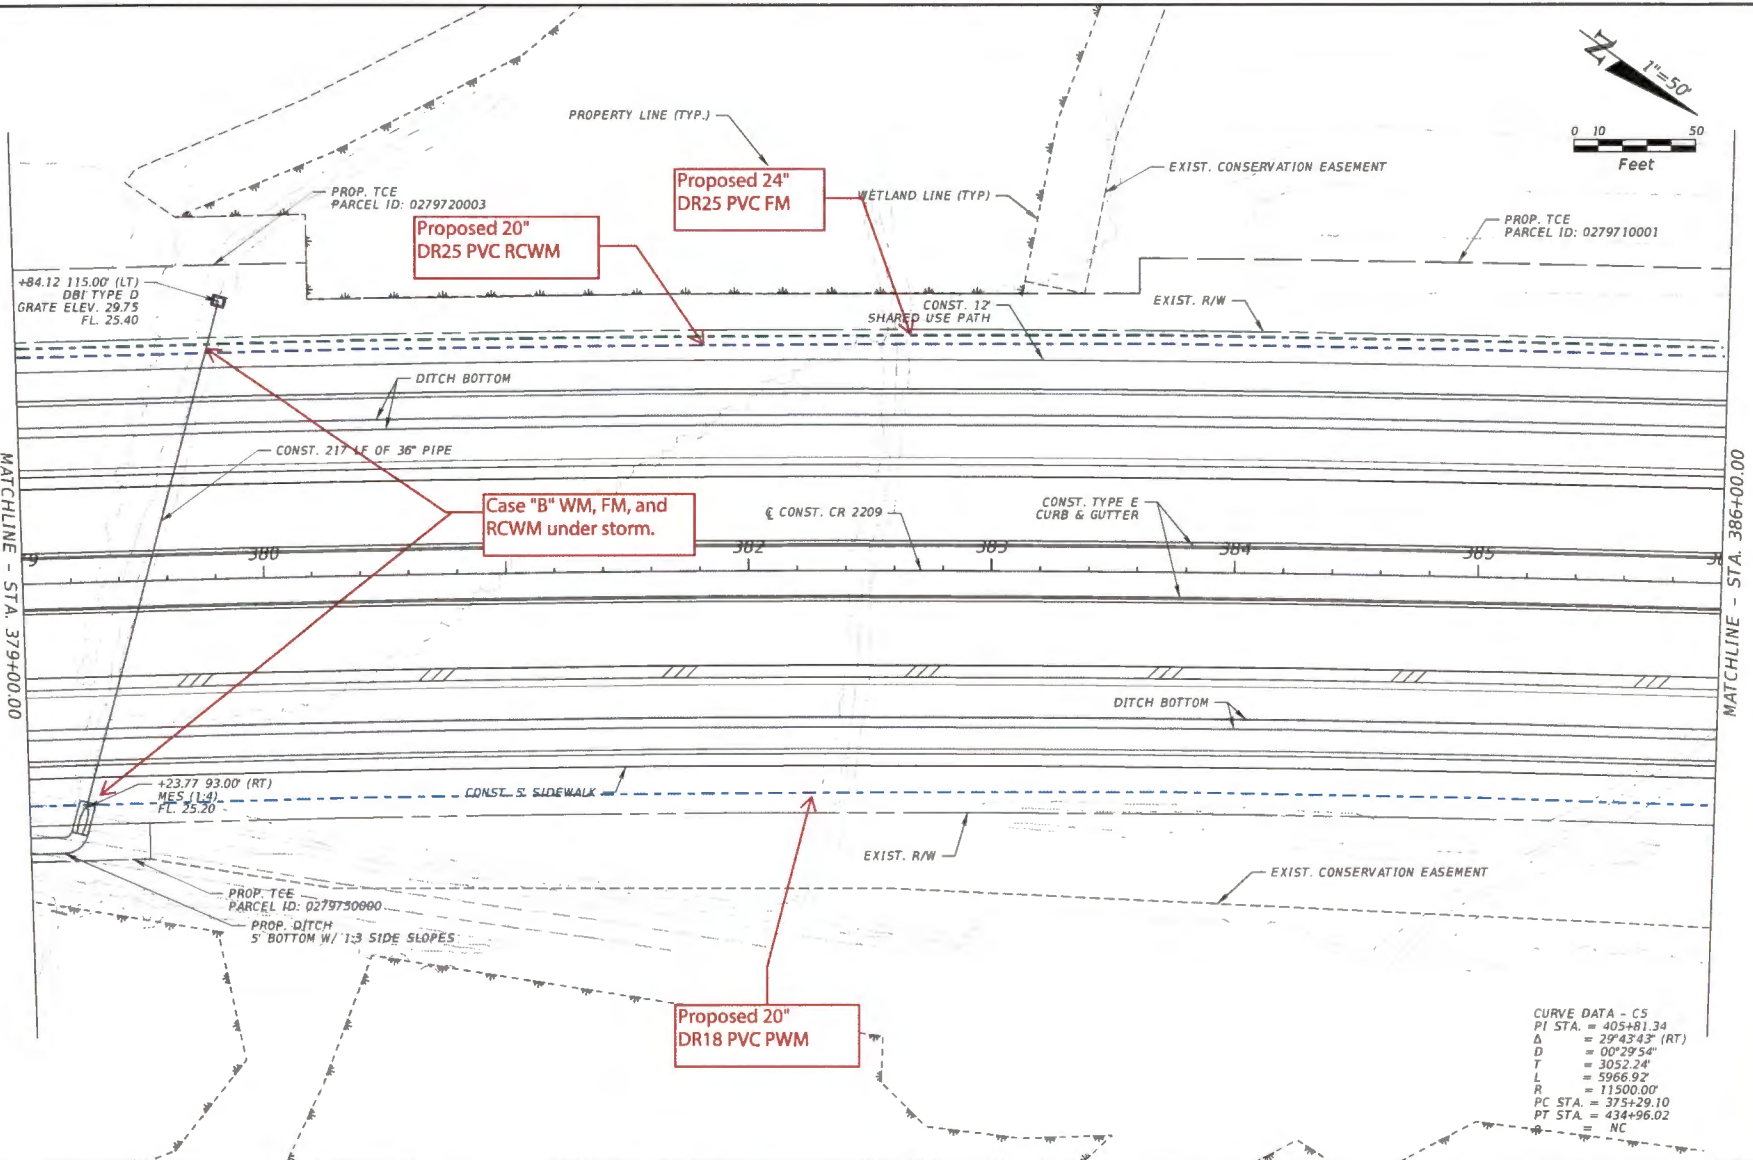 N
1"=50'
0 10 50
Feet
PROPERTY LINE (TYP.)
EXIST. CONSERVATION EASEMENT
Proposed 24"
DR25 PVC FM
WETLAND LINE (TYP)
PROP. TCE
PARCEL ID: 0279720003
Proposed 20"
DR25 PVC RCWM
PROP. TCE
PARCEL ID: 0279710001
+84.12 115.00' (LT)
DBI TYPE D
GRATE ELEV. 29.75
FL. 25.40
CONST. 12'
SHARED USE PATH
EXIST. R/W
DITCH BOTTOM
CONST. 217 LF OF 36" PIPE
MATCHLINE - STA. 379+00.00
MATCHLINE - STA. 386+00.00
Case "B" WM, FM, and
RCWM under storm.
℄ CONST. CR 2209
CONST. TYPE E
CURB & GUTTER
9 380 382 383 384 385
DITCH BOTTOM
+23.77 93.00' (RT)
MES (1:4)
FL. 25.20
CONST. 5' SIDEWALK
EXIST. R/W
EXIST. CONSERVATION EASEMENT
PROP. TCE
PARCEL ID: 0279730000
PROP. DITCH
5' BOTTOM W/ 1:3 SIDE SLOPES
Proposed 20"
DR18 PVC PWM
CURVE DATA - C5
PI STA. = 405+81.34
Δ = 29°43'43" (RT)
D = 00°29'54"
T = 3052.24'
L = 5966.92'
R = 11500.00'
PC STA. = 375+29.10
PT STA. = 434+96.02
= NC